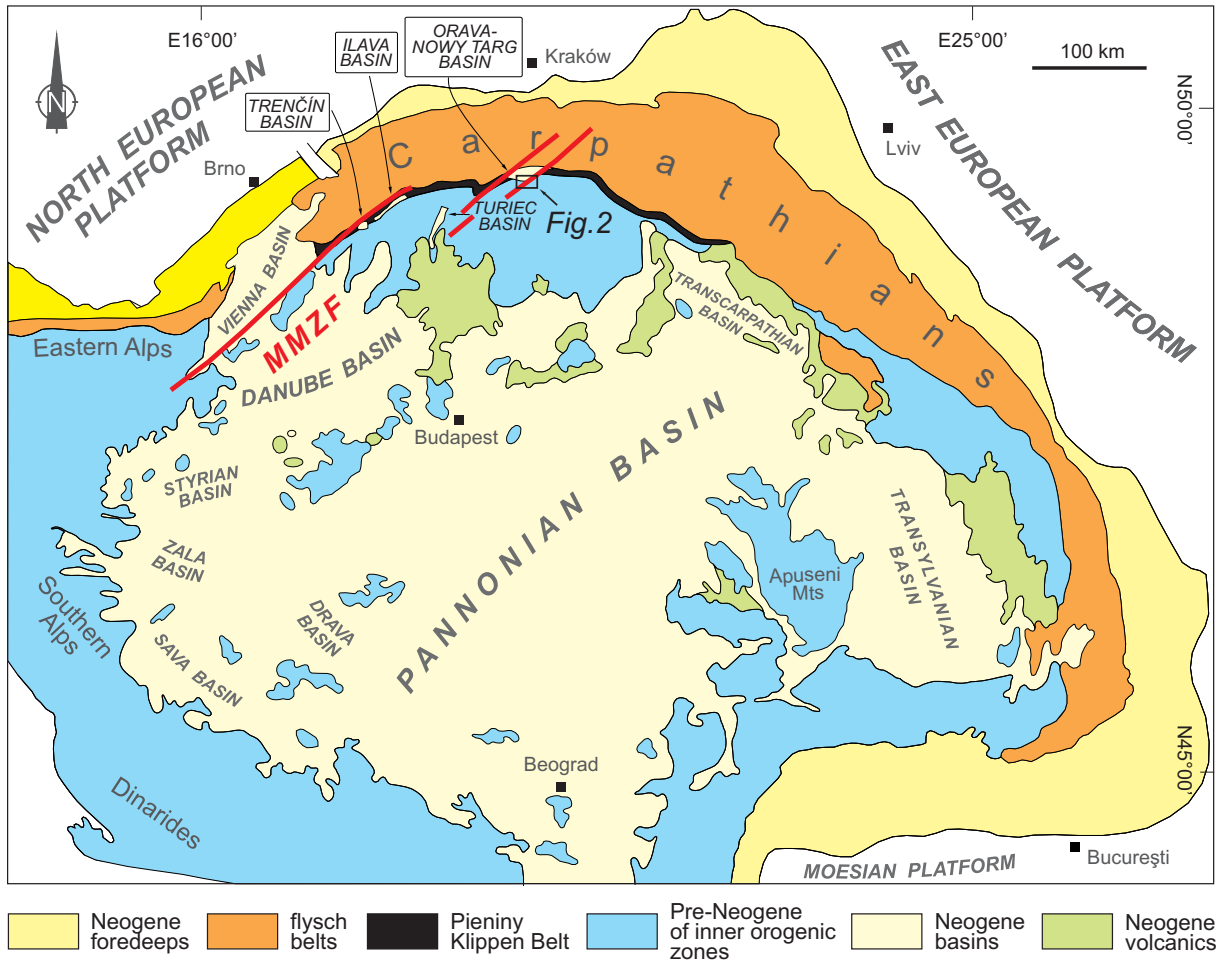 E16°00'
E25°00'
100 km
N
N50°00'
N45°00'
NORTH EUROPEAN
PLATFORM
EAST EUROPEAN PLATFORM
MOESIAN PLATFORM
ILAVA
BASIN
ORAVA-
NOWY TARG
BASIN
TRENČÍN
BASIN
Kraków
Lviv
Brno
Carpathians
TURIEC
BASIN
Fig.2
VIENNA BASIN
MMZF
Eastern Alps
DANUBE BASIN
TRANSCARPATHIAN
BASIN
Budapest
STYRIAN
BASIN
PANNONIAN BASIN
ZALA
BASIN
Southern
Alps
DRAVA
BASIN
SAVA BASIN
Apuseni
Mts
TRANSYLVANIAN
BASIN
Beograd
Dinarides
Bucureşti
Neogene
foredeeps
flysch
belts
Pieniny
Klippen Belt
Pre-Neogene
of inner orogenic
zones
Neogene
basins
Neogene
volcanics